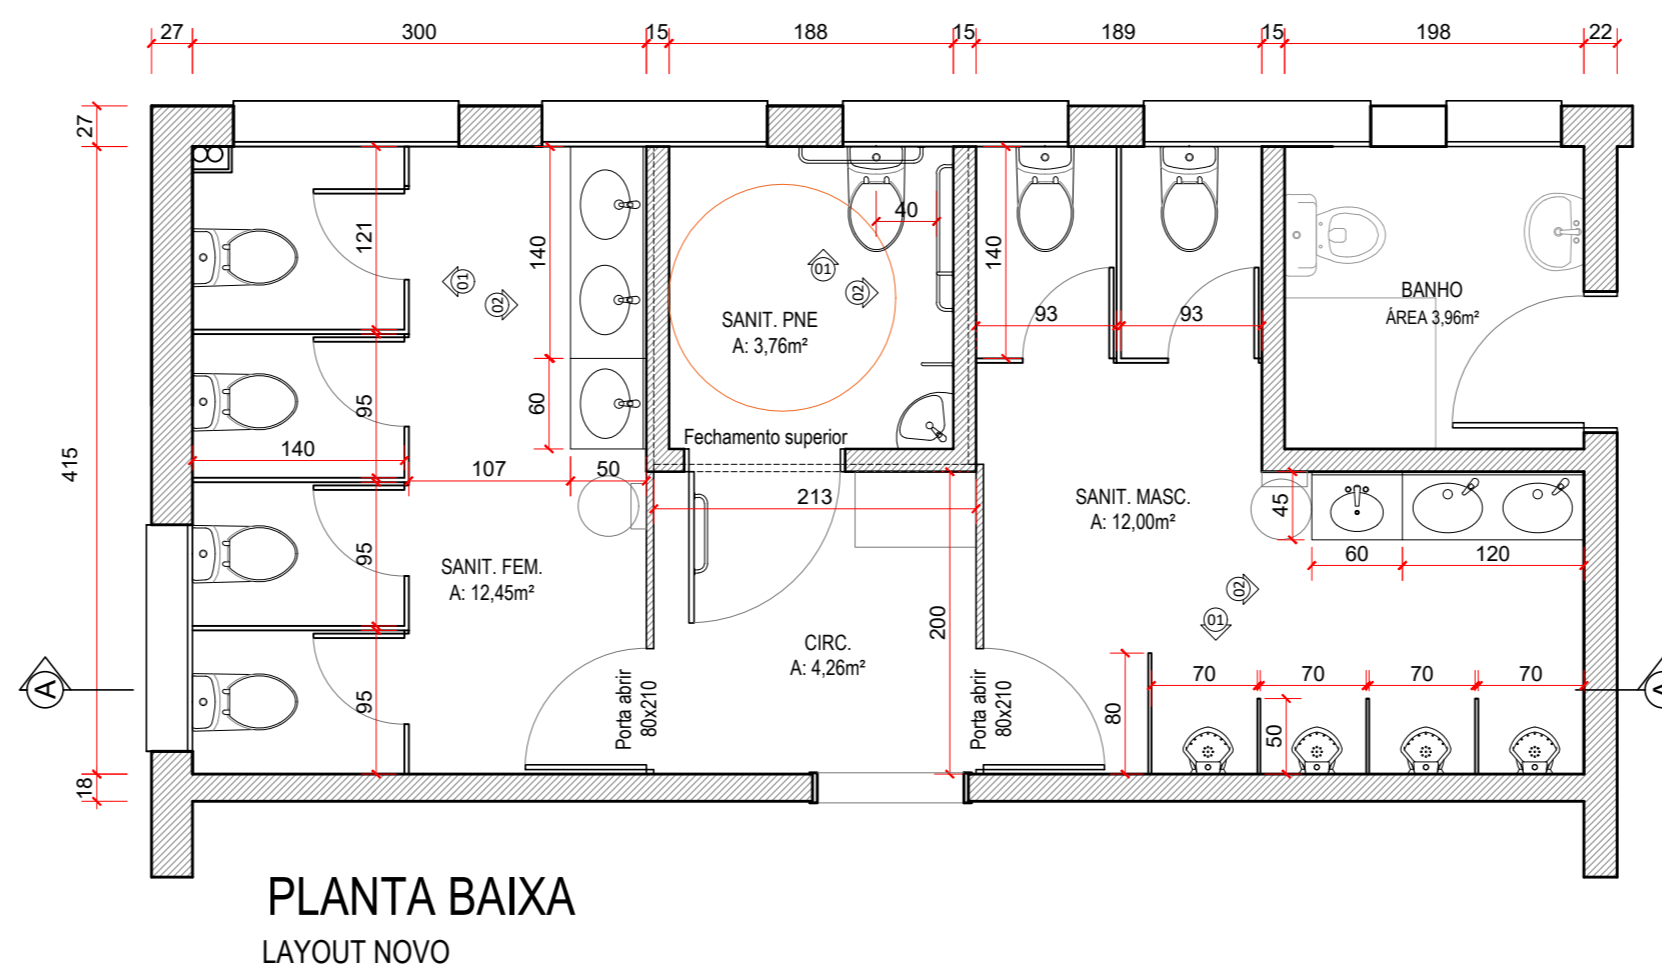 27 300 15 188 15 189 15 198 22
27
415
18
121
95
95
95
140
140
60
107
50
01
02
SANIT. FEM.
A: 12,45m²
SANIT. PNE
A: 3,76m²
40
01
02
Fechamento superior
213
CIRC.
A: 4,26m²
200
Porta abrir
80x210
Porta abrir
80x210
140
93
93
SANIT. MASC.
A: 12,00m²
BANHO
ÁREA 3,96m²
45
60
120
02
01
70 70 70 70
80
50
A
A
PLANTA BAIXA
LAYOUT NOVO